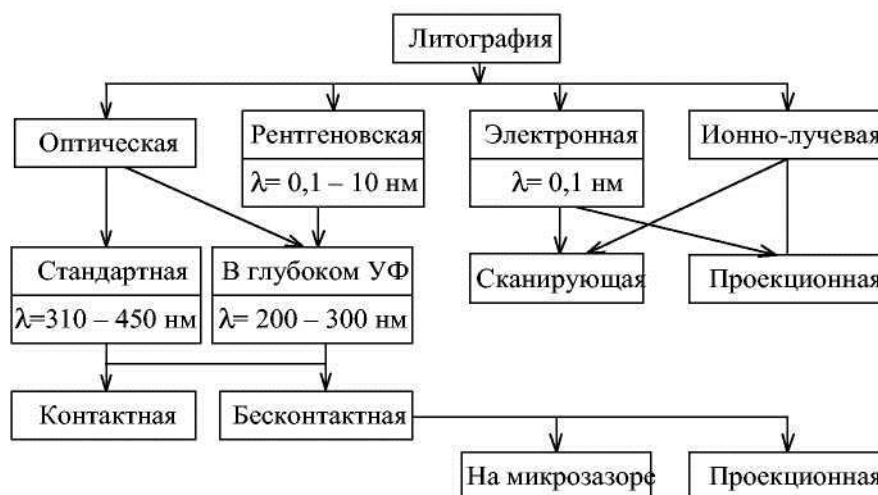 Литография
Оптическая
Рентгеновская
λ= 0,1 – 10 нм
Электронная
λ= 0,1 нм
Ионно-лучевая
Стандартная
λ=310 – 450 нм
В глубоком УФ
λ= 200 – 300 нм
Сканирующая
Проекционная
Контактная
Бесконтактная
На микрозазоре
Проекционная